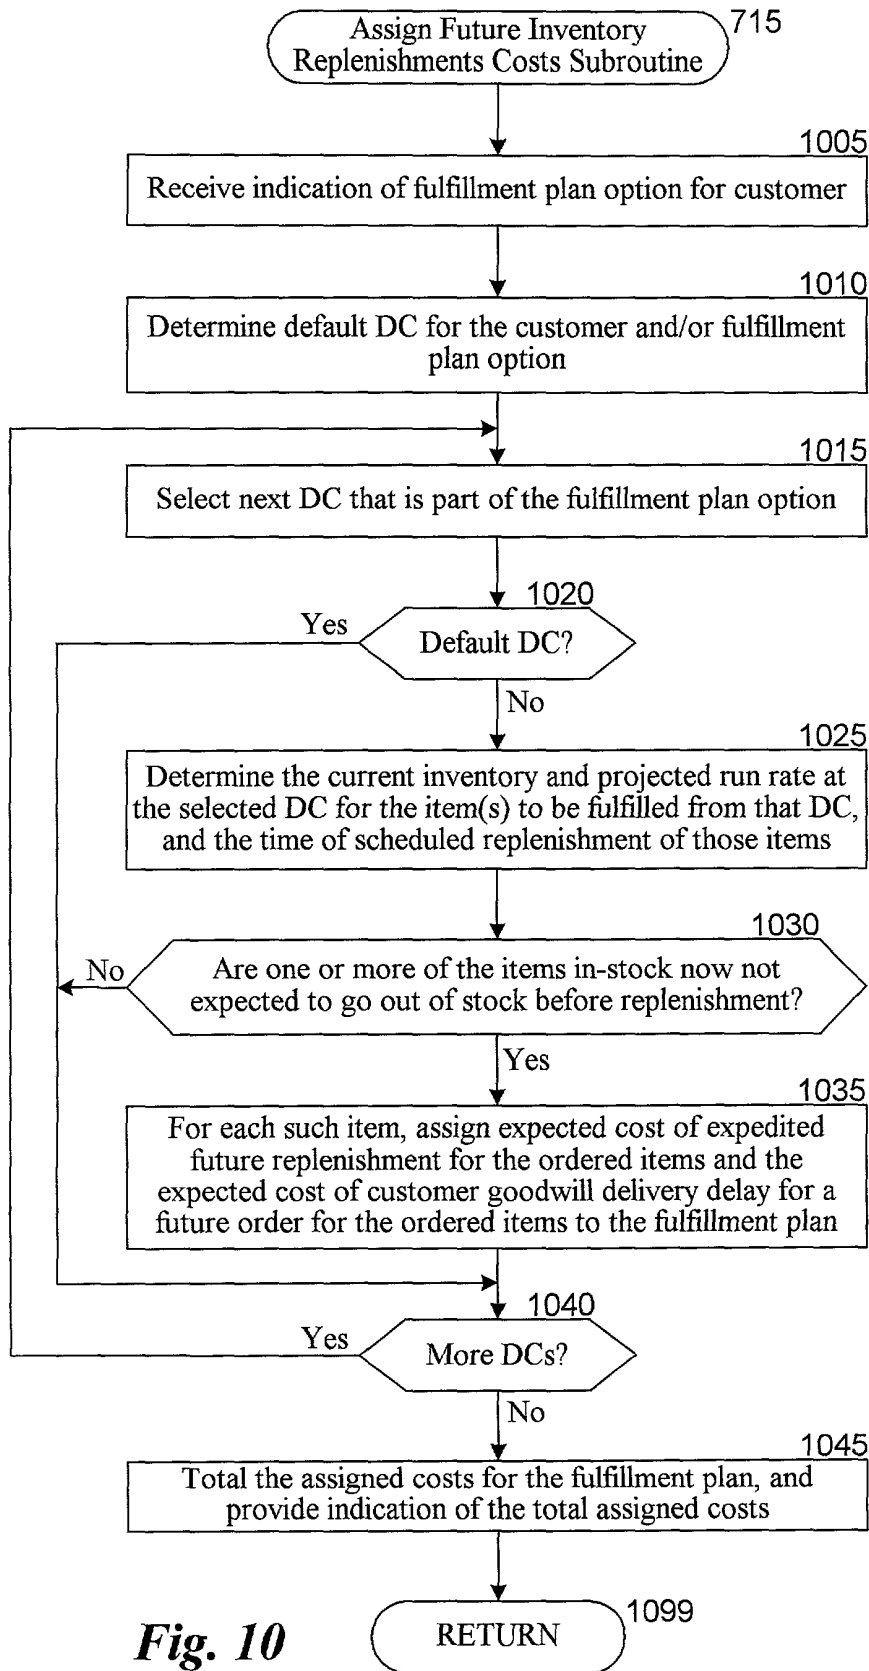 Assign Future Inventory
Replenishments Costs Subroutine
715
1005
Receive indication of fulfillment plan option for customer
1010
Determine default DC for the customer and/or fulfillment
plan option
1015
Select next DC that is part of the fulfillment plan option
1020
Yes
Default DC?
No
1025
Determine the current inventory and projected run rate at
the selected DC for the item(s) to be fulfilled from that DC,
and the time of scheduled replenishment of those items
1030
No
Are one or more of the items in-stock now not
expected to go out of stock before replenishment?
Yes
1035
For each such item, assign expected cost of expedited
future replenishment for the ordered items and the
expected cost of customer goodwill delivery delay for a
future order for the ordered items to the fulfillment plan
1040
Yes
More DCs?
No
1045
Total the assigned costs for the fulfillment plan, and
provide indication of the total assigned costs
1099
RETURN
Fig. 10